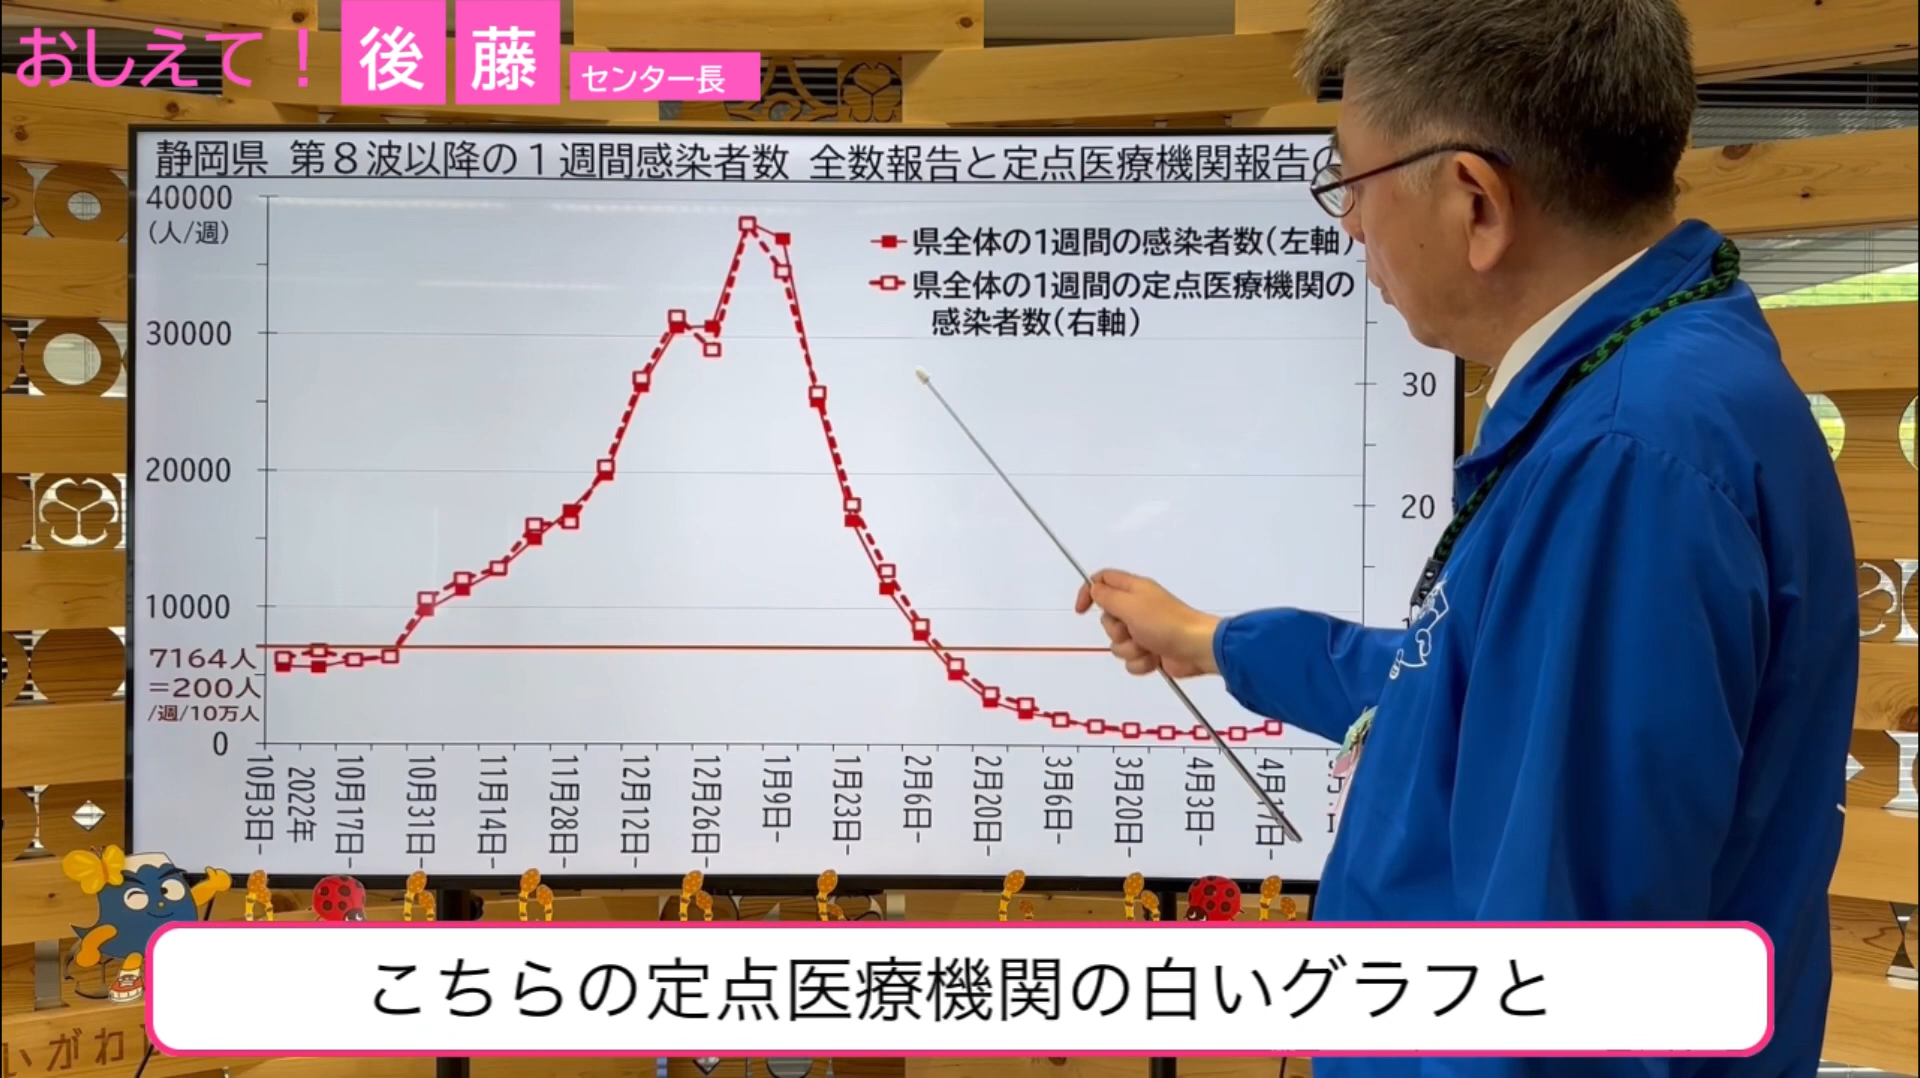 おしえて！後藤センター長
静岡県 第８波以降の１週間感染者数 全数報告と定点医療機関報告の
40000
(人/週)
30000
20000
10000
7164人
=200人
/週/10万人
0
県全体の1週間の感染者数(左軸)
県全体の1週間の定点医療機関の
感染者数(右軸)
30
20
10月3日-
2022年
10月17日-
10月31日-
11月14日-
11月28日-
12月12日-
12月26日-
1月9日-
1月23日-
2月6日-
2月20日-
3月6日-
3月20日-
4月3日-
4月17日-
こちらの定点医療機関の白いグラフと
いがわ